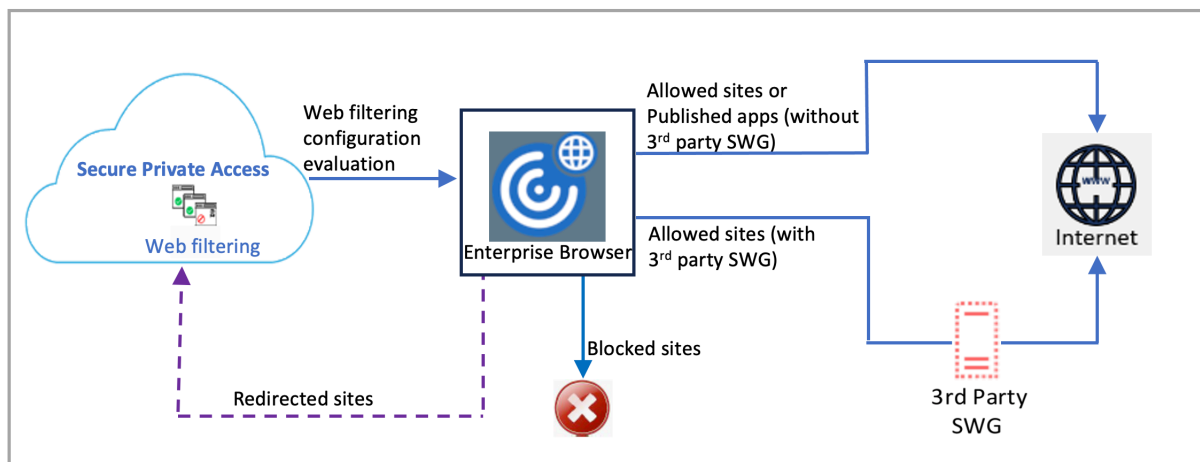 Secure Private Access
Web filtering
Web filtering
configuration
evaluation
Enterprise Browser
Allowed sites or
Published apps (without
3rd party SWG)
Allowed sites (with
3rd party SWG)
WWW
Internet
Blocked sites
Redirected sites
3rd Party
SWG